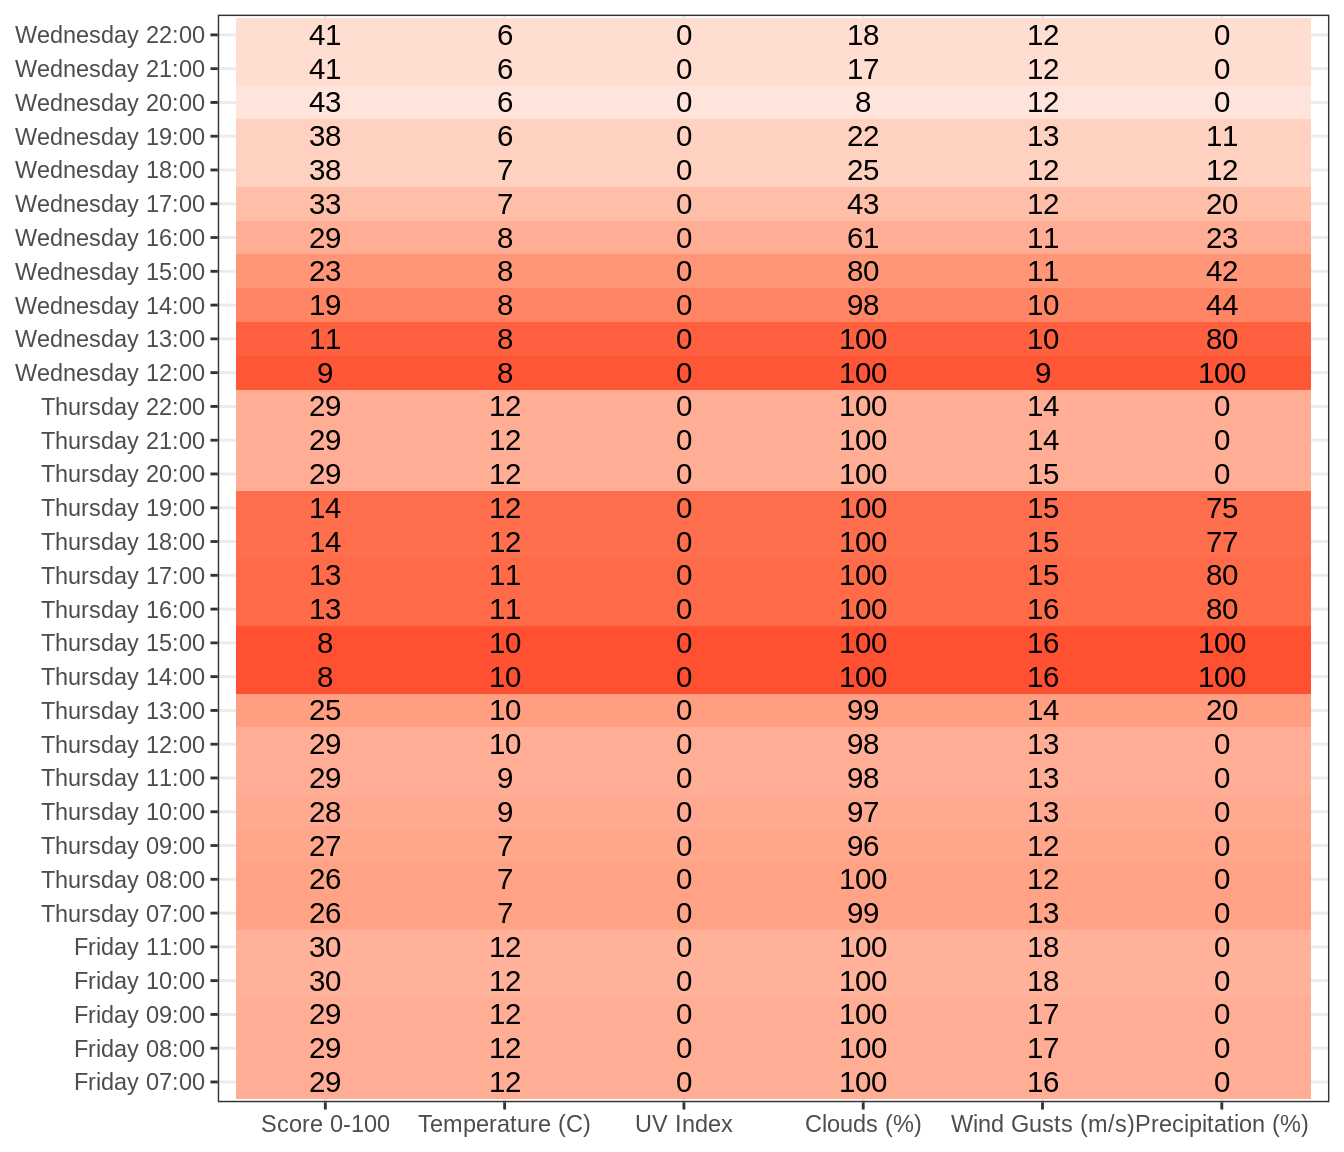 Wednesday 22:00 41 6 0 18 12 0
Wednesday 21:00 41 6 0 17 12 0
Wednesday 20:00 43 6 0 8 12 0
Wednesday 19:00 38 6 0 22 13 11
Wednesday 18:00 38 7 0 25 12 12
Wednesday 17:00 33 7 0 43 12 20
Wednesday 16:00 29 8 0 61 11 23
Wednesday 15:00 23 8 0 80 11 42
Wednesday 14:00 19 8 0 98 10 44
Wednesday 13:00 11 8 0 100 10 80
Wednesday 12:00 9 8 0 100 9 100
Thursday 22:00 29 12 0 100 14 0
Thursday 21:00 29 12 0 100 14 0
Thursday 20:00 29 12 0 100 15 0
Thursday 19:00 14 12 0 100 15 75
Thursday 18:00 14 12 0 100 15 77
Thursday 17:00 13 11 0 100 15 80
Thursday 16:00 13 11 0 100 16 80
Thursday 15:00 8 10 0 100 16 100
Thursday 14:00 8 10 0 100 16 100
Thursday 13:00 25 10 0 99 14 20
Thursday 12:00 29 10 0 98 13 0
Thursday 11:00 29 9 0 98 13 0
Thursday 10:00 28 9 0 97 13 0
Thursday 09:00 27 7 0 96 12 0
Thursday 08:00 26 7 0 100 12 0
Thursday 07:00 26 7 0 99 13 0
Friday 11:00 30 12 0 100 18 0
Friday 10:00 30 12 0 100 18 0
Friday 09:00 29 12 0 100 17 0
Friday 08:00 29 12 0 100 17 0
Friday 07:00 29 12 0 100 16 0
Score 0-100 Temperature (C) UV Index Clouds (%) Wind Gusts (m/s) Precipitation (%)